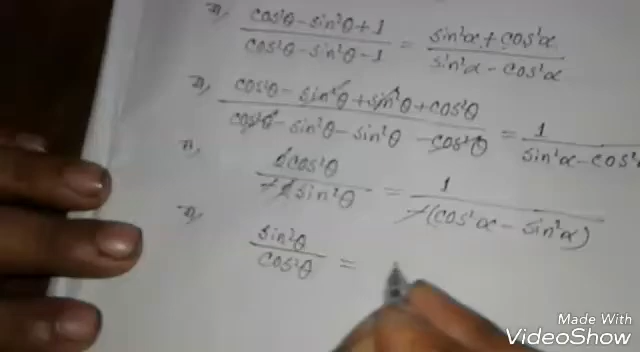 বা, cos²θ - sin²θ + 1 / cos²θ - sin²θ - 1 = sin²α + cos²α / sin²α - cos²α
বা, cos²θ - sin²θ + sin²θ + cos²θ / cos²θ - sin²θ - sin²θ - cos²θ = 1 / sin²α - cos²
বা, 2cos²θ / -2sin²θ = 1 / -(cos²α - sin²α)
বা, sin²θ / cos²θ =
Made With
VideoShow